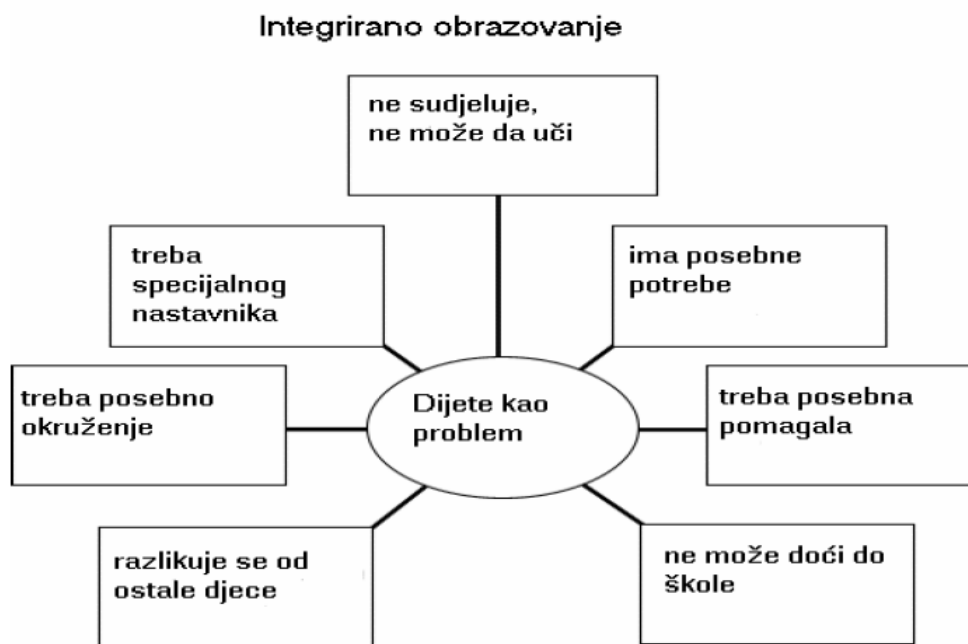 Integrirano obrazovanje
ne sudjeluje,
ne može da uči
treba
specijalnog
nastavnika
ima posebne
potrebe
treba posebno
okruženje
Dijete kao
problem
treba posebna
pomagala
razlikuje se od
ostale djece
ne može doći do
škole